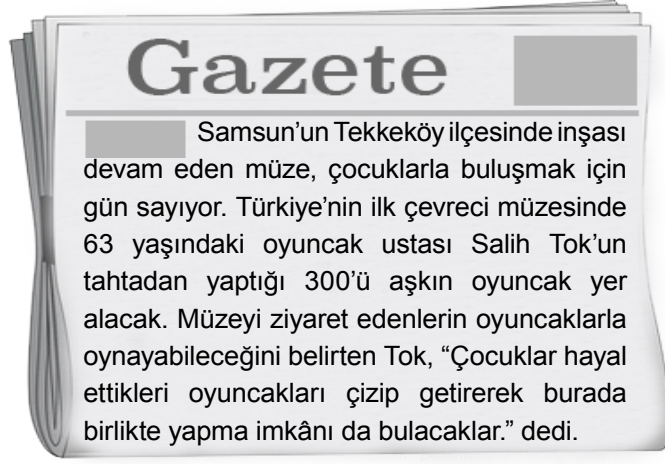 Gazete
Samsun’un Tekkeköy ilçesinde inşası
devam eden müze, çocuklarla buluşmak için
gün sayıyor. Türkiye’nin ilk çevreci müzesinde
63 yaşındaki oyuncak ustası Salih Tok’un
tahtadan yaptığı 300’ü aşkın oyuncak yer
alacak. Müzeyi ziyaret edenlerin oyuncaklarla
oynayabileceğini belirten Tok, “Çocuklar hayal
ettikleri oyuncakları çizip getirerek burada
birlikte yapma imkânı da bulacaklar.” dedi.